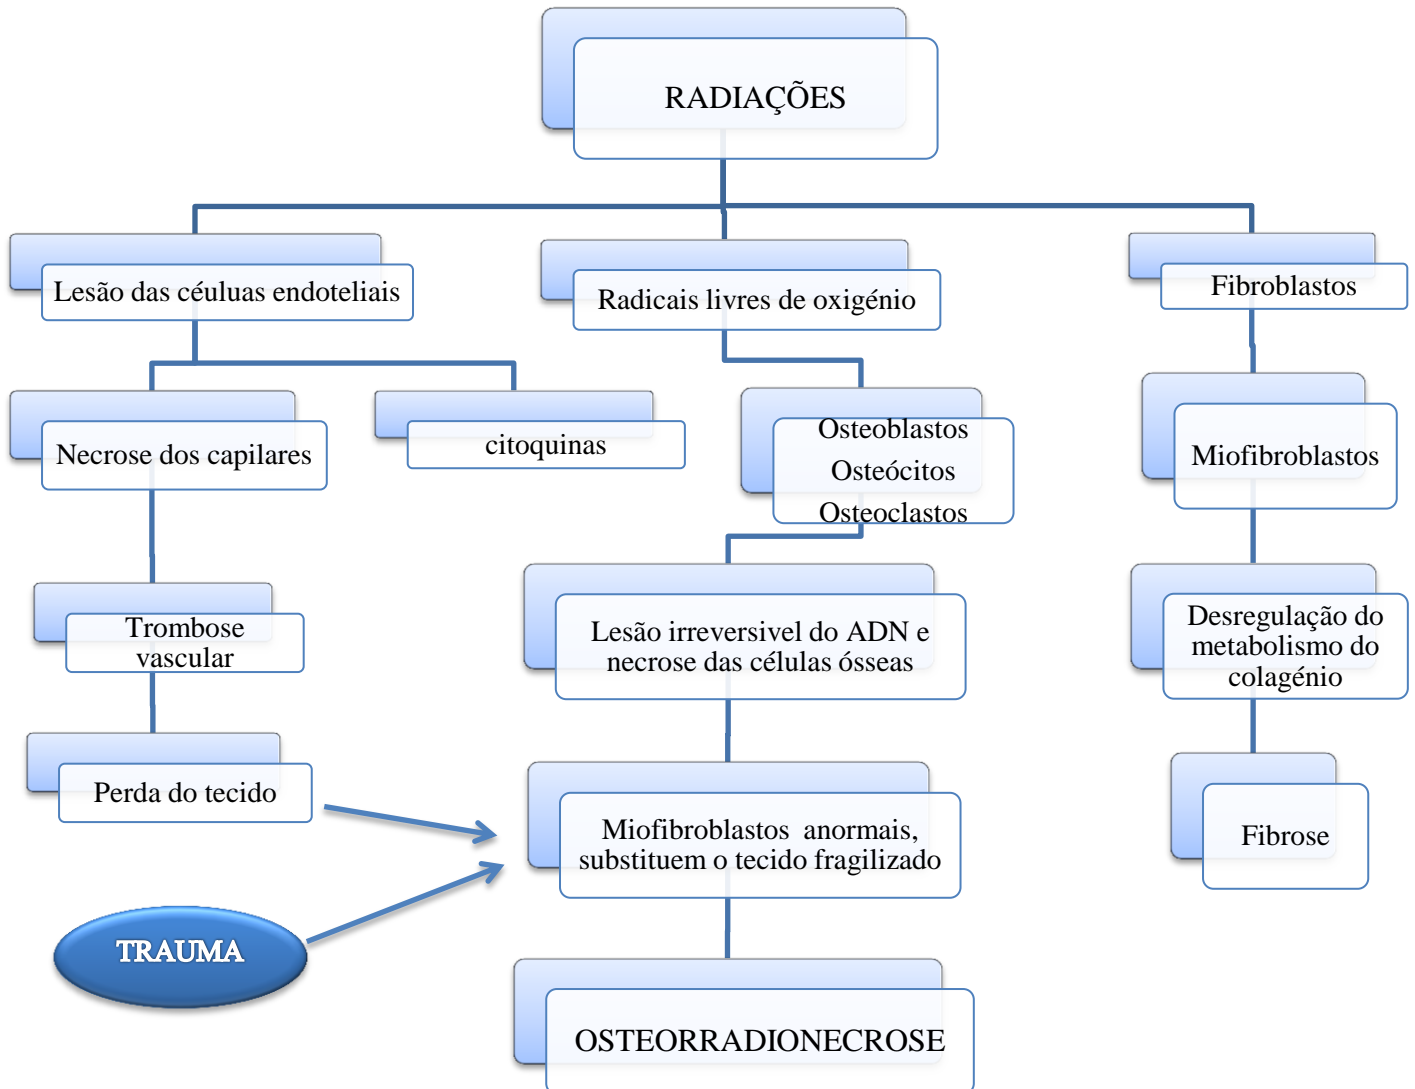 RADIAÇÕES
Lesão das céuluas endoteliais
Radicais livres de oxigénio
Fibroblastos
Necrose dos capilares
citoquinas
Osteoblastos
Osteócitos
Osteoclastos
Miofibroblastos
Trombose
vascular
Lesão irreversivel do ADN e
necrose das células ósseas
Desregulação do
metabolismo do
colagénio
Perda do tecido
Miofibroblastos anormais,
substituem o tecido fragilizado
Fibrose
TRAUMA
OSTEORRADIONECROSE